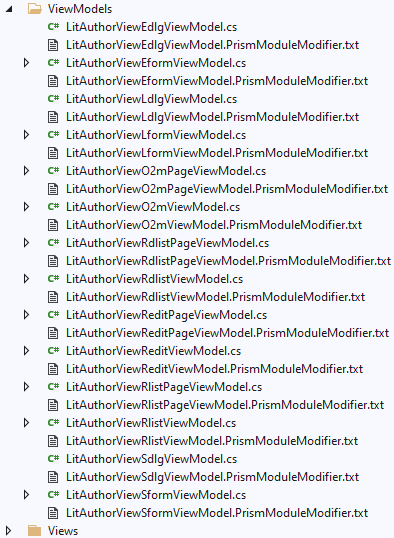 ViewModels
C# LitAuthorViewEdlgViewModel.cs
LitAuthorViewEdlgViewModel.PrismModuleModifier.txt
C# LitAuthorViewEformViewModel.cs
LitAuthorViewEformViewModel.PrismModuleModifier.txt
C# LitAuthorViewLdlgViewModel.cs
LitAuthorViewLdlgViewModel.PrismModuleModifier.txt
C# LitAuthorViewLformViewModel.cs
LitAuthorViewLformViewModel.PrismModuleModifier.txt
C# LitAuthorViewO2mPageViewModel.cs
LitAuthorViewO2mPageViewModel.PrismModuleModifier.txt
C# LitAuthorViewO2mViewModel.cs
LitAuthorViewO2mViewModel.PrismModuleModifier.txt
C# LitAuthorViewRdlistPageViewModel.cs
LitAuthorViewRdlistPageViewModel.PrismModuleModifier.txt
C# LitAuthorViewRdlistViewModel.cs
LitAuthorViewRdlistViewModel.PrismModuleModifier.txt
C# LitAuthorViewReditPageViewModel.cs
LitAuthorViewReditPageViewModel.PrismModuleModifier.txt
C# LitAuthorViewReditViewModel.cs
LitAuthorViewReditViewModel.PrismModuleModifier.txt
C# LitAuthorViewRlistPageViewModel.cs
LitAuthorViewRlistPageViewModel.PrismModuleModifier.txt
C# LitAuthorViewRlistViewModel.cs
LitAuthorViewRlistViewModel.PrismModuleModifier.txt
C# LitAuthorViewSdlgViewModel.cs
LitAuthorViewSdlgViewModel.PrismModuleModifier.txt
C# LitAuthorViewSformViewModel.cs
LitAuthorViewSformViewModel.PrismModuleModifier.txt
Views